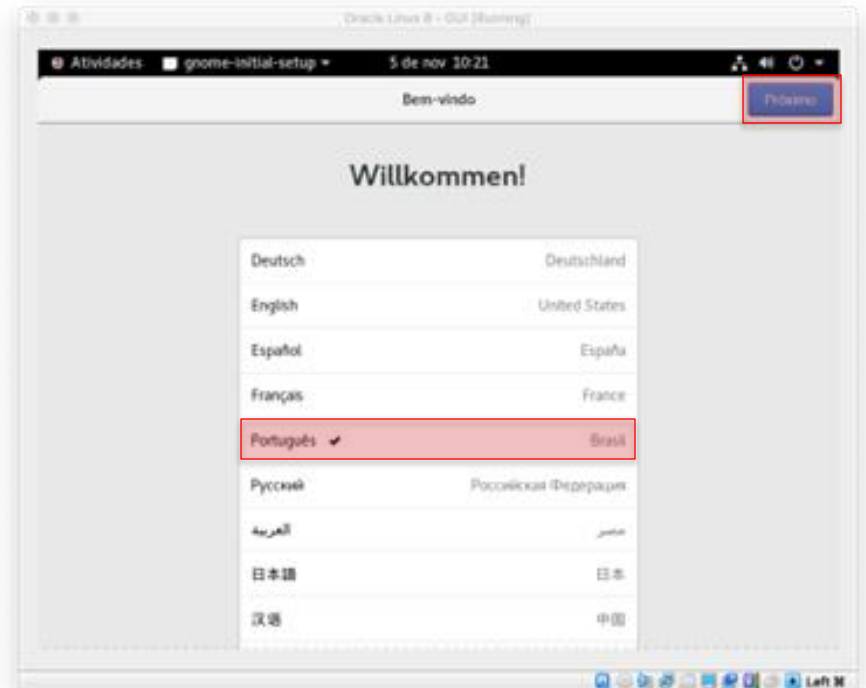 Oracle Linux 8 - GUI [Running]
Atividades gnome-initial-setup 5 de nov 10:21
Bem-vindo Próximo
Willkommen!
Deutsch Deutschland
English United States
Español España
Français France
Português Brasil
Русский Российская Федерация
العربية مصر
日本語 日本
汉语 中国
Left ⌘